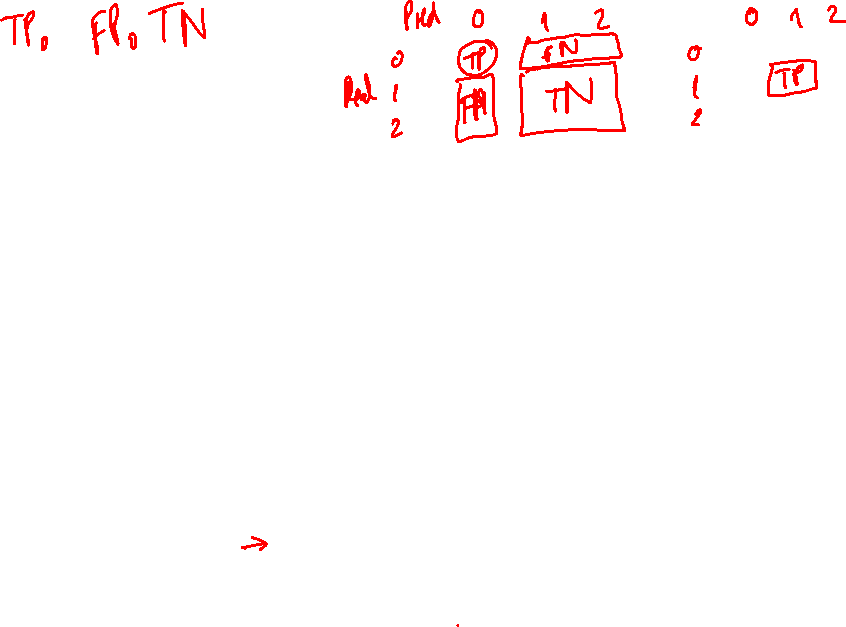 TP0 FP0 TN
Pred 0 1 2 0 1 2
0 TP FN 0
Real 1 TN 1 TP
2 2